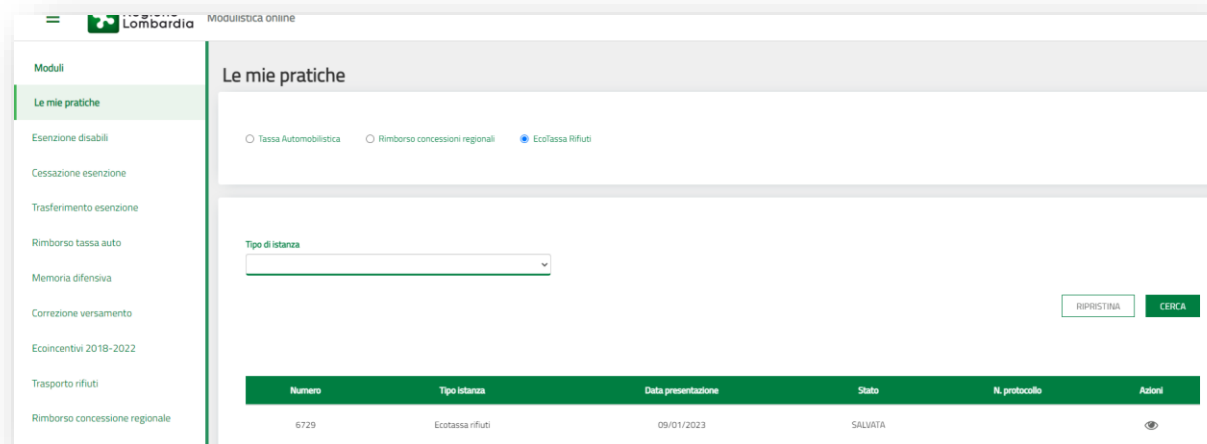 Lombardia
Modulistica online
Moduli
Le mie pratiche
Esenzione disabili
Cessazione esenzione
Trasferimento esenzione
Rimborso tassa auto
Memoria difensiva
Correzione versamento
Ecoincentivi 2018-2022
Trasporto rifiuti
Rimborso concessione regionale
Le mie pratiche
Tassa Automobilistica Rimborso concessioni regionali EcoTassa Rifiuti
Tipo di istanza
RIPRISTINA CERCA
Numero Tipo istanza Data presentazione Stato N. protocollo Azioni
6729 Ecotassa rifiuti 09/01/2023 SALVATA